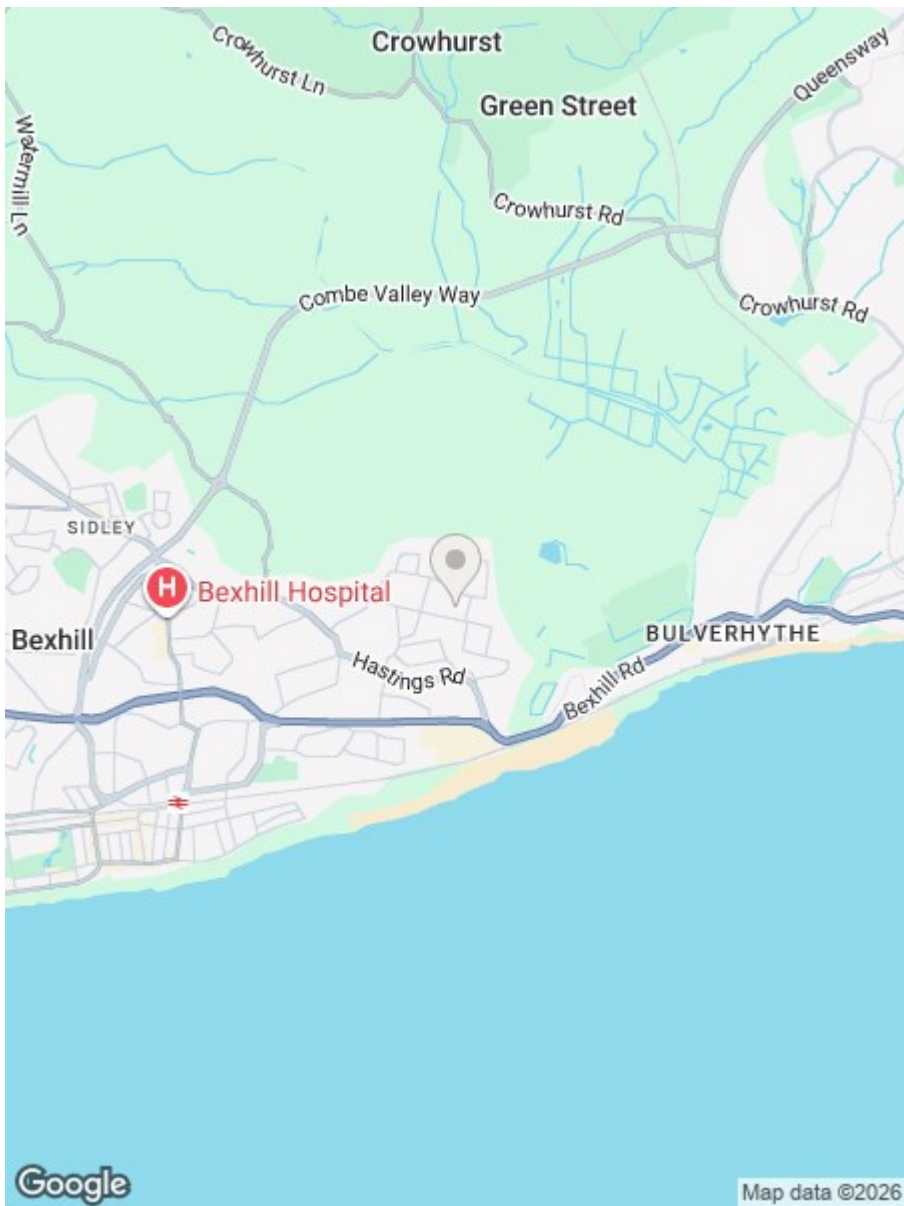 Crowhurst
Crowhurst Ln
Green Street
Queensway
Watermill Ln
Crowhurst Rd
Combe Valley Way
Crowhurst Rd
SIDLEY
H
Bexhill Hospital
Bexhill
BULVERHYTHE
Hastings Rd
Bexhill Rd
Google
Map data ©2026